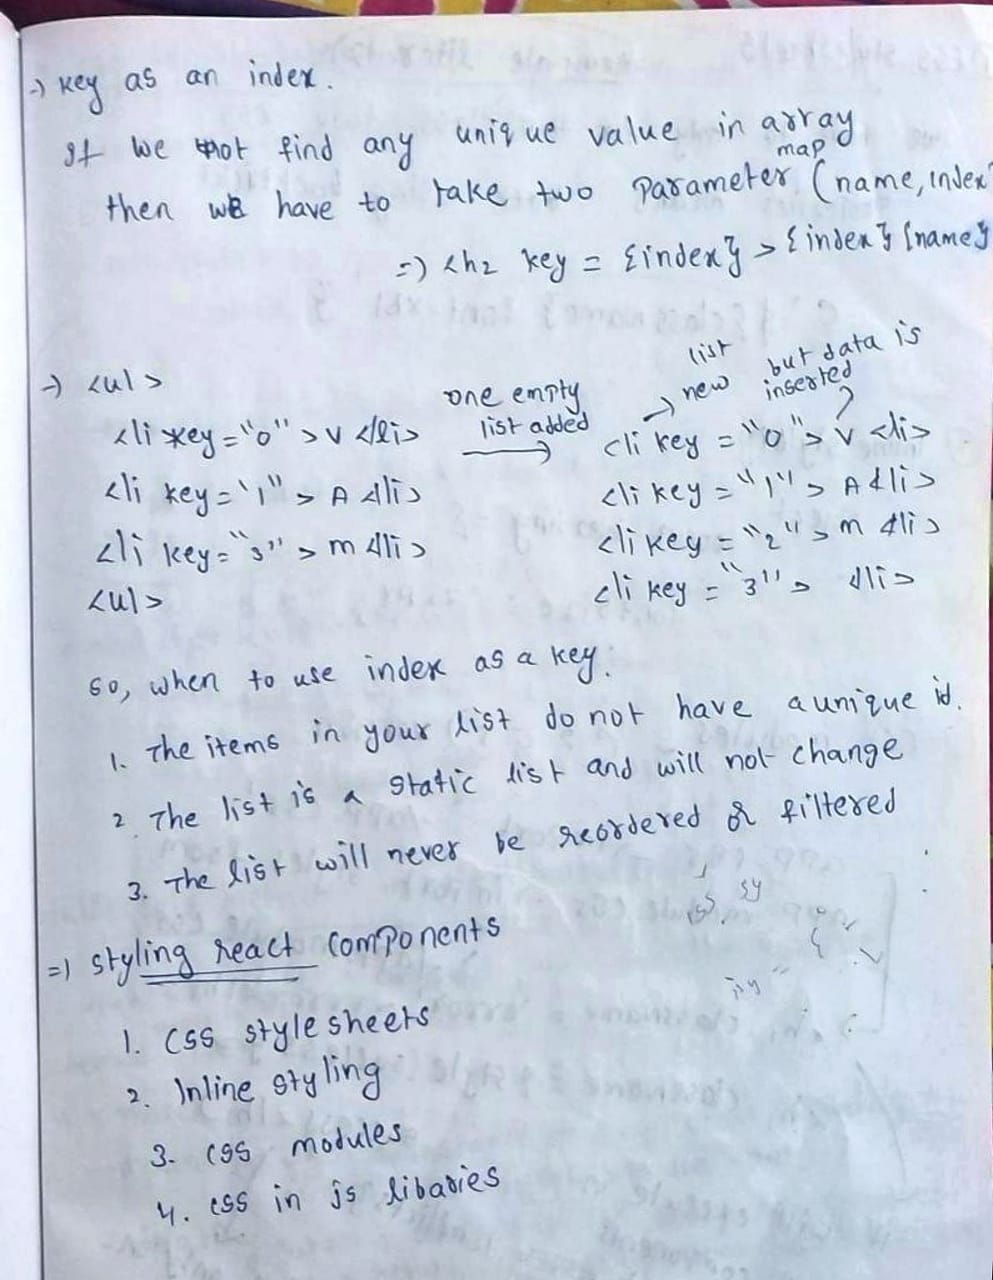 → key as an index.
If we not find any unique value in array
map
then we have to take two parameter (name, index)
=> <h2 key = {index} > {index} {name}
→ <ul>
one empty
list added
list
→ new but data is
inserted
<li key="0" > v </li>
<li key='1" > A </li>
<li key="3" > m </li>
<ul>
<li key = "0" > v <li>
<li key = "1" > A </li>
<li key = "2" > m </li>
<li key = "3" > </li>
so, when to use index as a key:
1. The items in your list do not have a unique id.
2. The list is a static list and will not change
3. The list will never be reordered or filtered
=) styling react components
1. CSS style sheets
2. Inline styling
3. CSS modules
4. CSS in js libaries